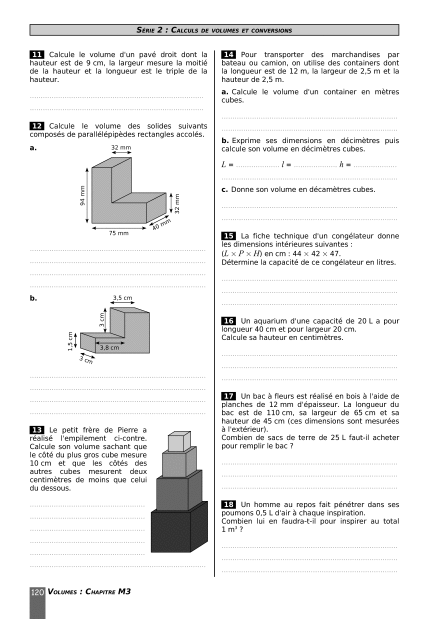 SÉRIE 2 : CALCULS DE VOLUMES ET CONVERSIONS
11 Calcule le volume d'un pavé droit dont la
hauteur est de 9 cm, la largeur mesure la moitié
de la hauteur et la longueur est le triple de la
hauteur.
12 Calcule le volume des solides suivants
composés de parallélépipèdes rectangles accolés.
a.
32 mm
94 mm
32 mm
40 mm
75 mm
b.
3,5 cm
3 cm
1,5 cm
3,8 cm
3 cm
13 Le petit frère de Pierre a
réalisé l'empilement ci-contre.
Calcule son volume sachant que
le côté du plus gros cube mesure
10 cm et que les côtés des
autres cubes mesurent deux
centimètres de moins que celui
du dessous.
14 Pour transporter des marchandises par
bateau ou camion, on utilise des containers dont
la longueur est de 12 m, la largeur de 2,5 m et la
hauteur de 2,5 m.
a. Calcule le volume d'un container en mètres
cubes.
b. Exprime ses dimensions en décimètres puis
calcule son volume en décimètres cubes.
L = l = h =
c. Donne son volume en décamètres cubes.
15 La fiche technique d'un congélateur donne
les dimensions intérieures suivantes :
(L × P × H) en cm : 44 × 42 × 47.
Détermine la capacité de ce congélateur en litres.
16 Un aquarium d'une capacité de 20 L a pour
longueur 40 cm et pour largeur 20 cm.
Calcule sa hauteur en centimètres.
17 Un bac à fleurs est réalisé en bois à l'aide de
planches de 12 mm d'épaisseur. La longueur du
bac est de 110 cm, sa largeur de 65 cm et sa
hauteur de 45 cm (ces dimensions sont mesurées
à l'extérieur).
Combien de sacs de terre de 25 L faut-il acheter
pour remplir le bac ?
18 Un homme au repos fait pénétrer dans ses
poumons 0,5 L d'air à chaque inspiration.
Combien lui en faudra-t-il pour inspirer au total
1 m³ ?
120 VOLUMES : CHAPITRE M3